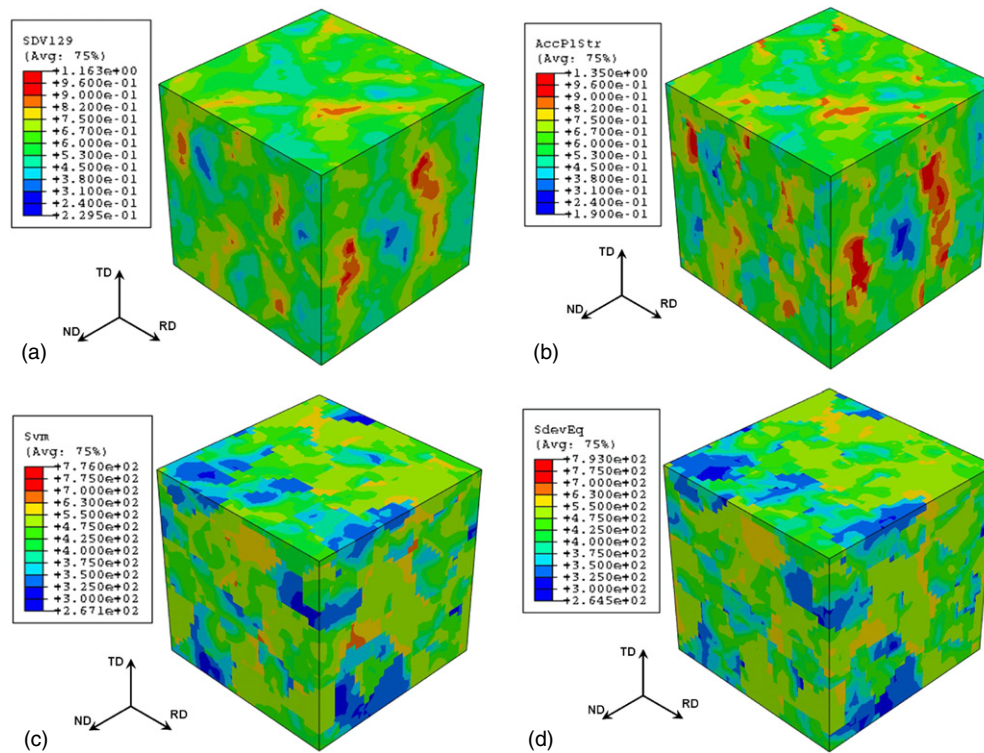 SDV129
(Avg: 75%)
+1.163e+00
+9.600e-01
+9.000e-01
+8.200e-01
+7.500e-01
+6.700e-01
+6.000e-01
+5.300e-01
+4.500e-01
+3.800e-01
+3.100e-01
+2.400e-01
+2.295e-01
TD
ND
RD
(a)
AccPlStr
(Avg: 75%)
+1.350e+00
+9.600e-01
+9.000e-01
+8.200e-01
+7.500e-01
+6.700e-01
+6.000e-01
+5.300e-01
+4.500e-01
+3.800e-01
+3.100e-01
+2.400e-01
+1.900e-01
TD
ND
RD
(b)
Svm
(Avg: 75%)
+7.760e+02
+7.750e+02
+7.000e+02
+6.300e+02
+5.500e+02
+4.750e+02
+4.250e+02
+4.000e+02
+3.750e+02
+3.500e+02
+3.250e+02
+3.000e+02
+2.671e+02
TD
ND
RD
(c)
SdevEq
(Avg: 75%)
+7.930e+02
+7.750e+02
+7.000e+02
+6.300e+02
+5.500e+02
+4.750e+02
+4.250e+02
+4.000e+02
+3.750e+02
+3.500e+02
+3.250e+02
+3.000e+02
+2.645e+02
TD
ND
RD
(d)